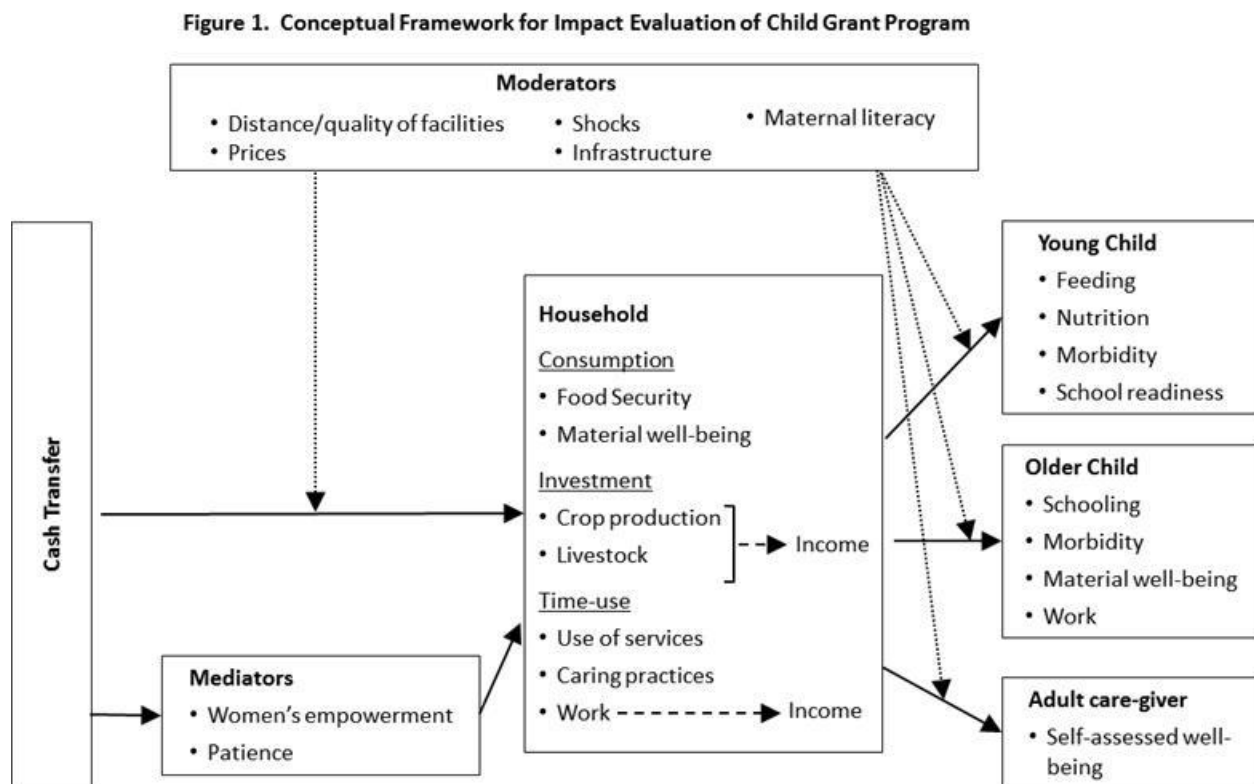 Figure 1.  Conceptual Framework for Impact Evaluation of Child Grant Program
Moderators
• Distance/quality of facilities
• Prices
• Shocks
• Infrastructure
• Maternal literacy
Cash Transfer
Mediators
• Women’s empowerment
• Patience
Household
Consumption
• Food Security
• Material well-being
Investment
• Crop production
• Livestock
Income
Time-use
• Use of services
• Caring practices
• Work
Income
Young Child
• Feeding
• Nutrition
• Morbidity
• School readiness
Older Child
• Schooling
• Morbidity
• Material well-being
• Work
Adult care-giver
• Self-assessed well-
being